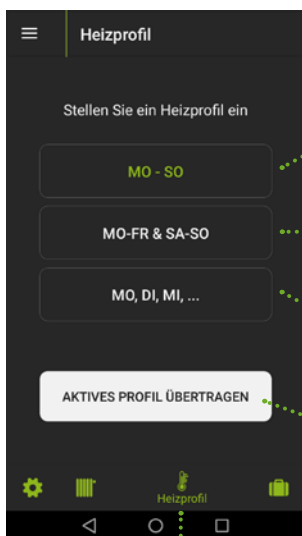 Heizprofil
Stellen Sie ein Heizprofil ein
MO - SO
MO-FR & SA-SO
MO, DI, MI, ...
AKTIVES PROFIL ÜBERTRAGEN
Heizprofil